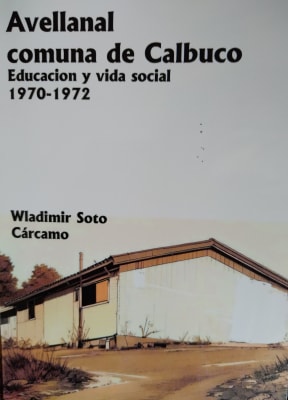 Avellanal
comuna de Calbuco
Educacion y vida social
1970-1972
Wladimir Soto
Cárcamo